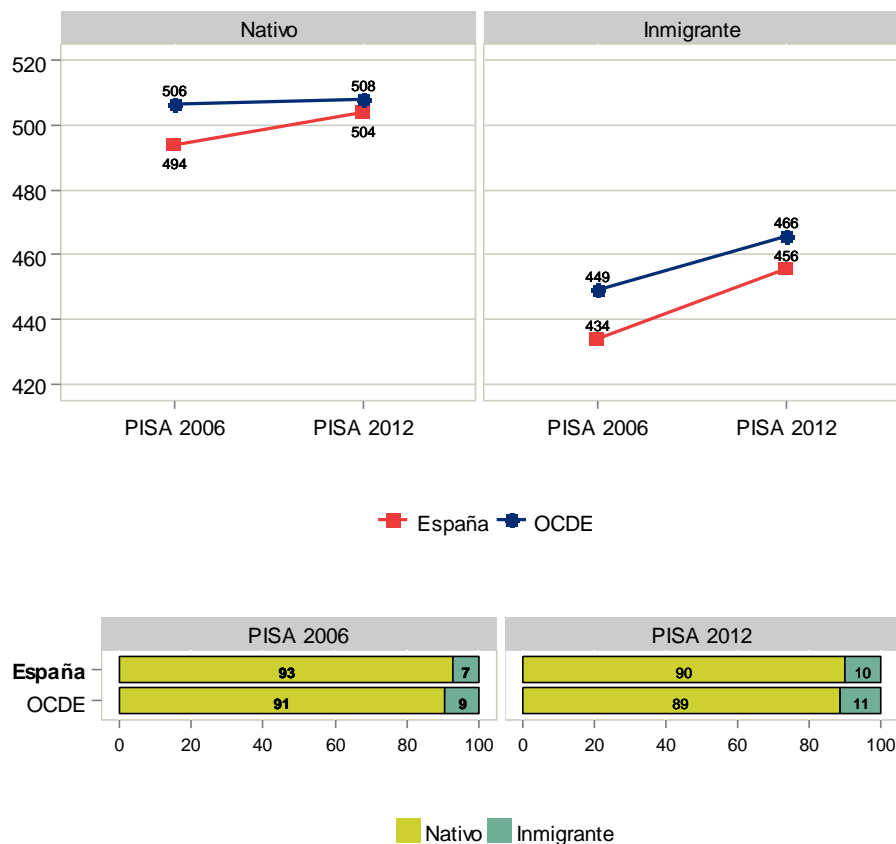 Nativo Inmigrante
520
500
480
460
440
420
506 508
494 504
449 466
434 456
PISA 2006 PISA 2012 PISA 2006 PISA 2012
España OCDE
PISA 2006 PISA 2012
España 93 7 90 10
OCDE 91 9 89 11
0 20 40 60 80 100 0 20 40 60 80 100
Nativo Inmigrante